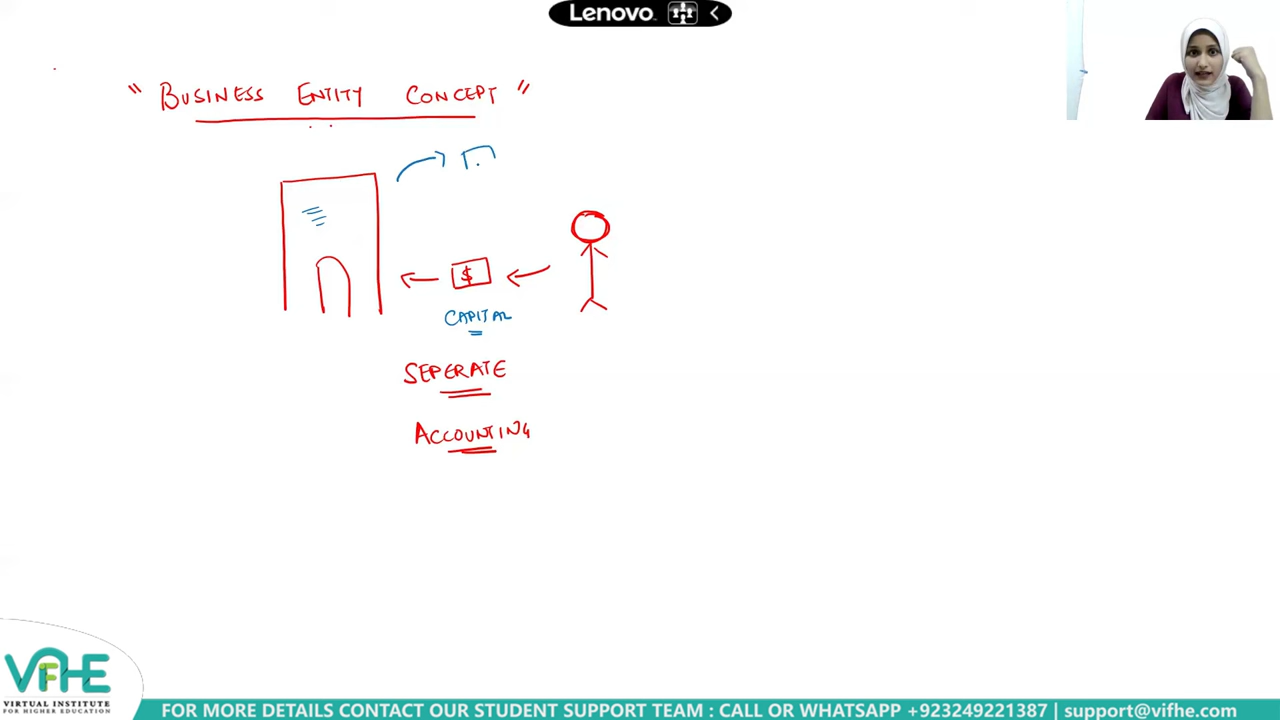 Lenovo
" BUSINESS ENTITY CONCEPT "
$
CAPITAL
SEPERATE
ACCOUNTING
VFHE
VIRTUAL INSTITUTE
FOR HIGHER EDUCATION
FOR MORE DETAILS CONTACT OUR STUDENT SUPPORT TEAM : CALL OR WHATSAPP +923249221387 | support@vifhe.com